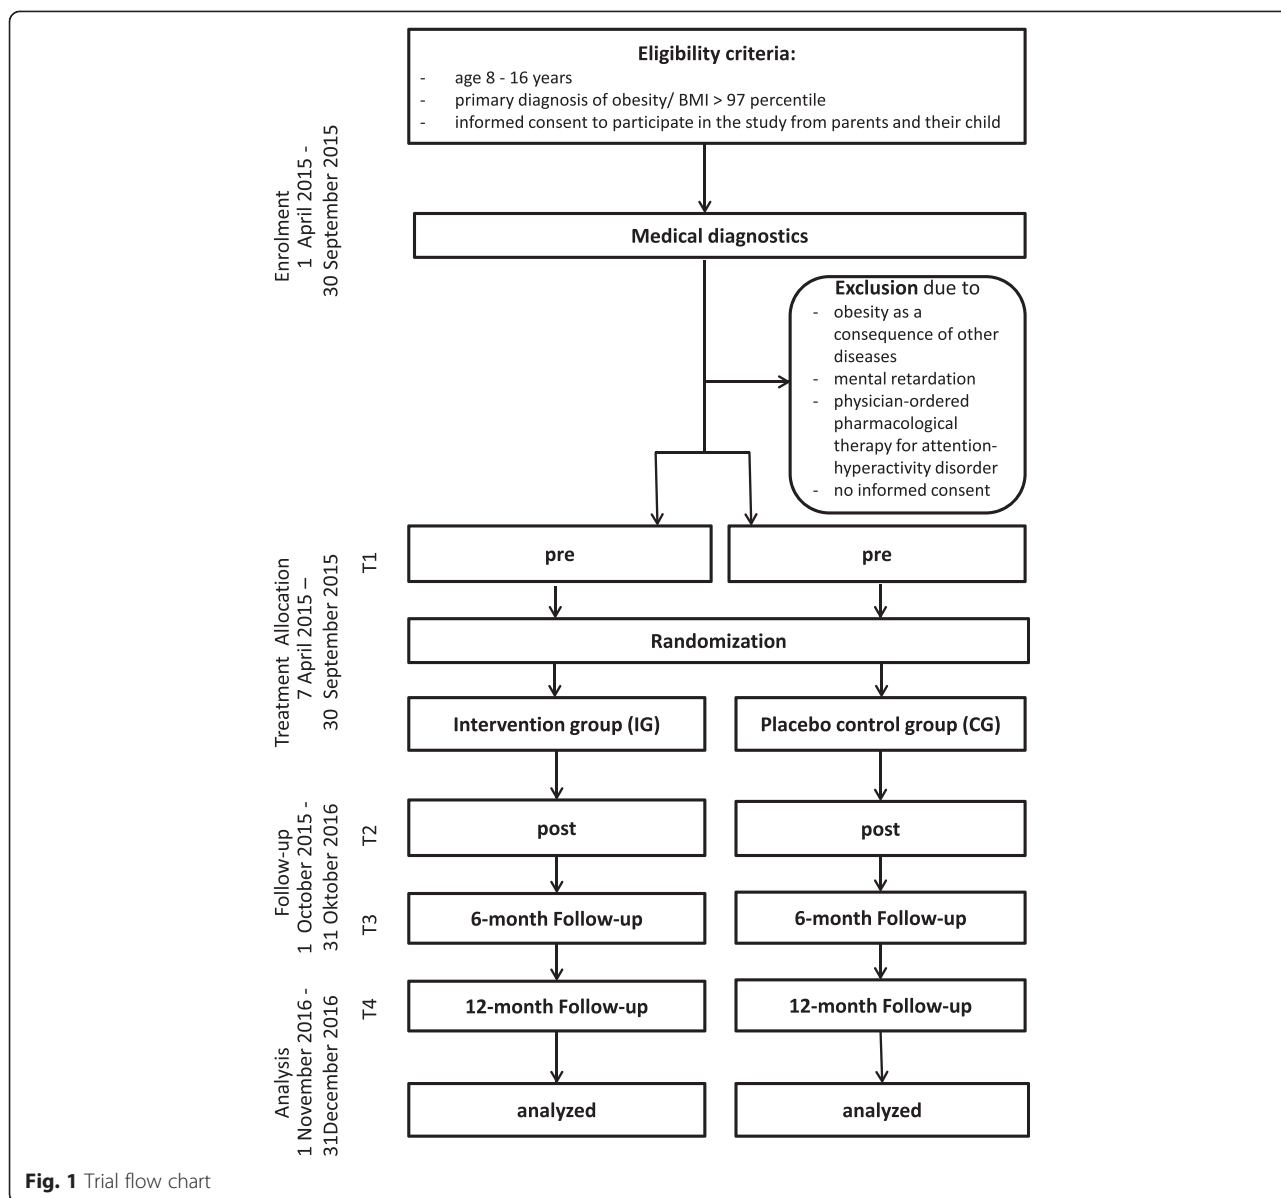 Eligibility criteria:
- age 8 - 16 years
- primary diagnosis of obesity/ BMI > 97 percentile
- informed consent to participate in the study from parents and their child
Enrolment
1 April 2015 -
30 September 2015
Medical diagnostics
Exclusion due to
- obesity as a
consequence of other
diseases
- mental retardation
- physician-ordered
pharmacological
therapy for attention-
hyperactivity disorder
- no informed consent
Treatment Allocation
7 April 2015 –
30 September 2015
T1
pre
pre
Randomization
Intervention group (IG)
Placebo control group (CG)
Follow-up
1 October 2015 -
31 Oktober 2016
T2
post
post
T3
6-month Follow-up
6-month Follow-up
T4
12-month Follow-up
12-month Follow-up
Analysis
1 November 2016 -
31December 2016
analyzed
analyzed
Fig. 1 Trial flow chart